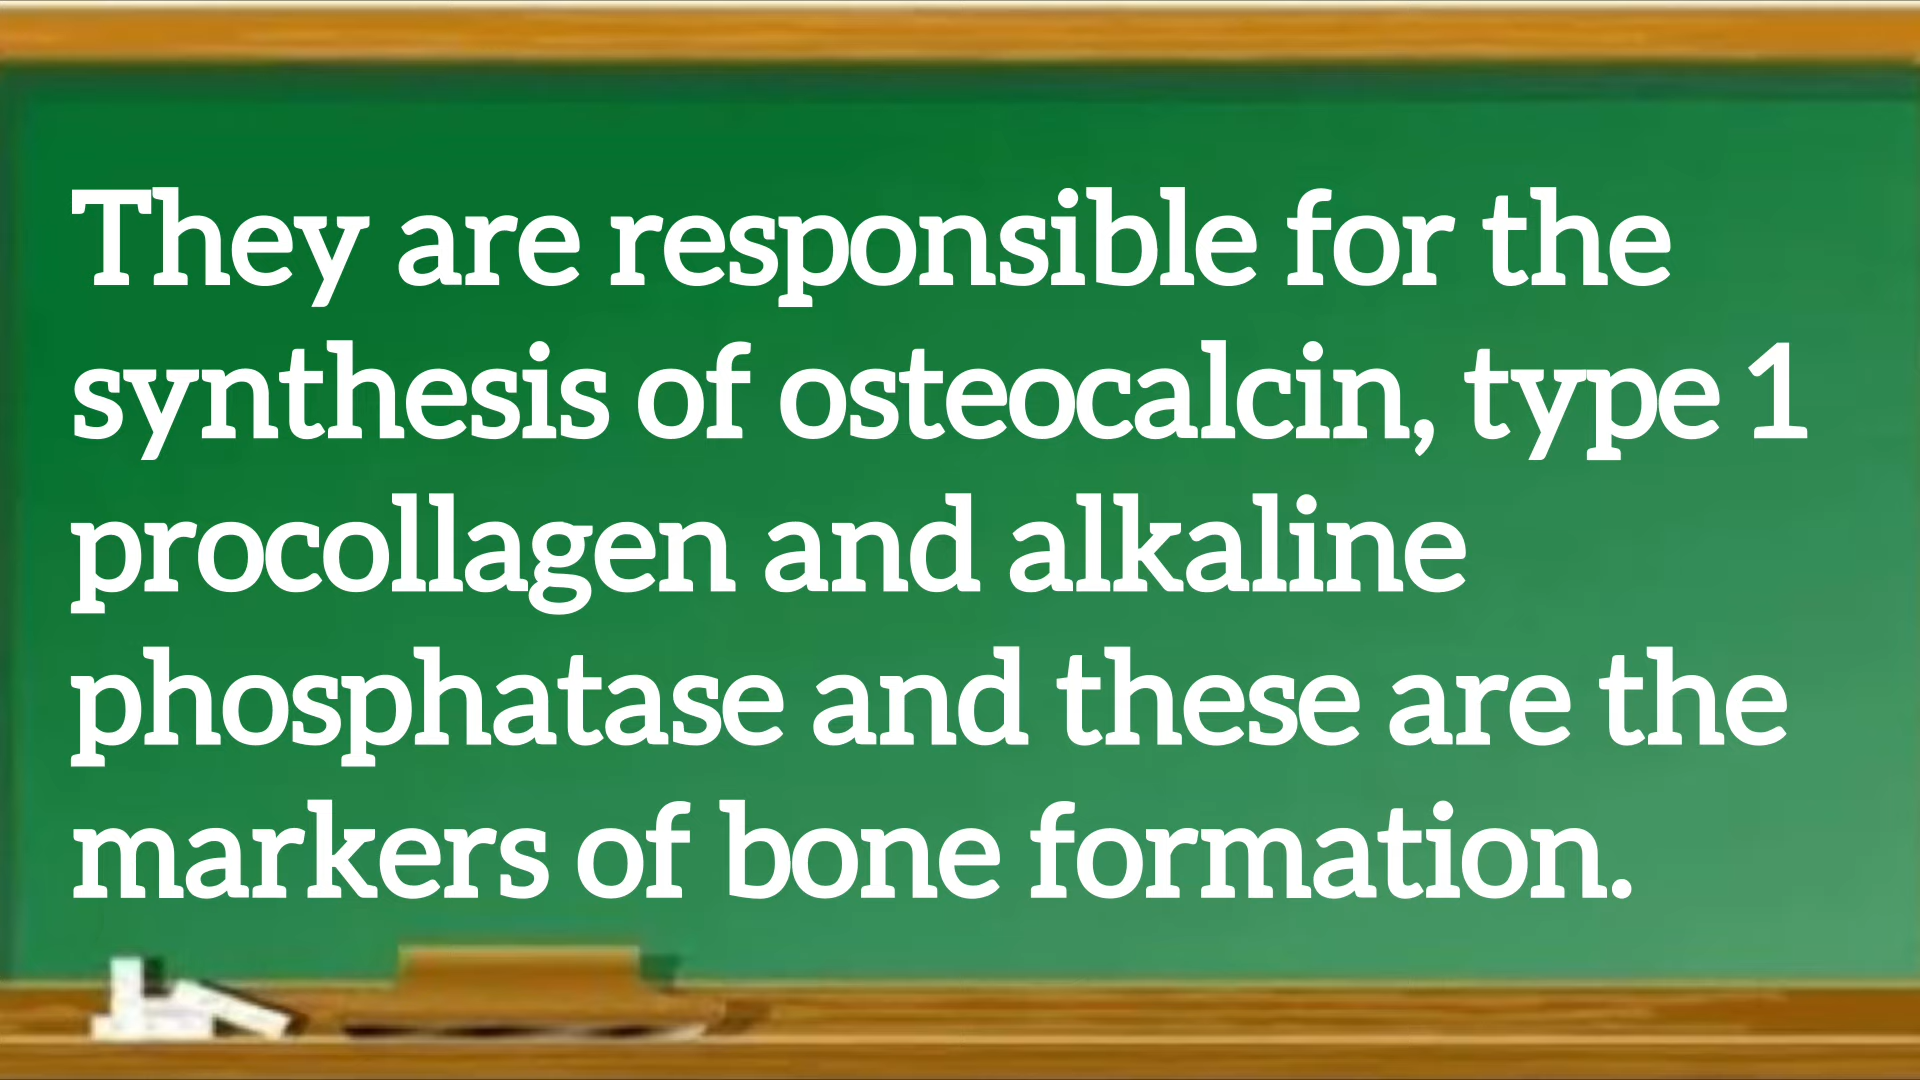 They are responsible for the
synthesis of osteocalcin, type 1
procollagen and alkaline
phosphatase and these are the
markers of bone formation.